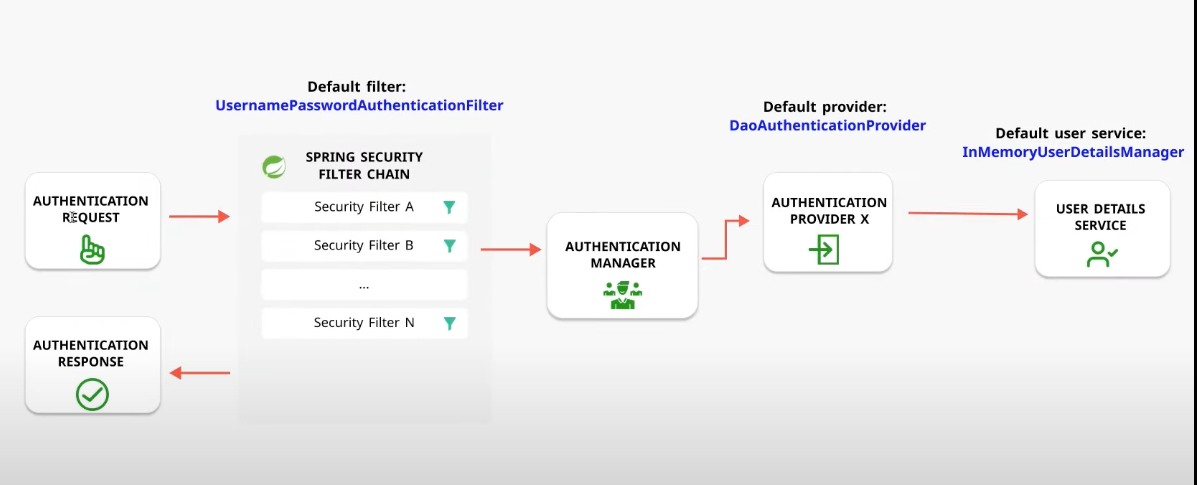 Default filter:
UsernamePasswordAuthenticationFilter
Default provider:
DaoAuthenticationProvider
Default user service:
InMemoryUserDetailsManager
AUTHENTICATION
REQUEST
SPRING SECURITY
FILTER CHAIN
Security Filter A
Security Filter B
...
Security Filter N
AUTHENTICATION
MANAGER
AUTHENTICATION
PROVIDER X
USER DETAILS
SERVICE
AUTHENTICATION
RESPONSE